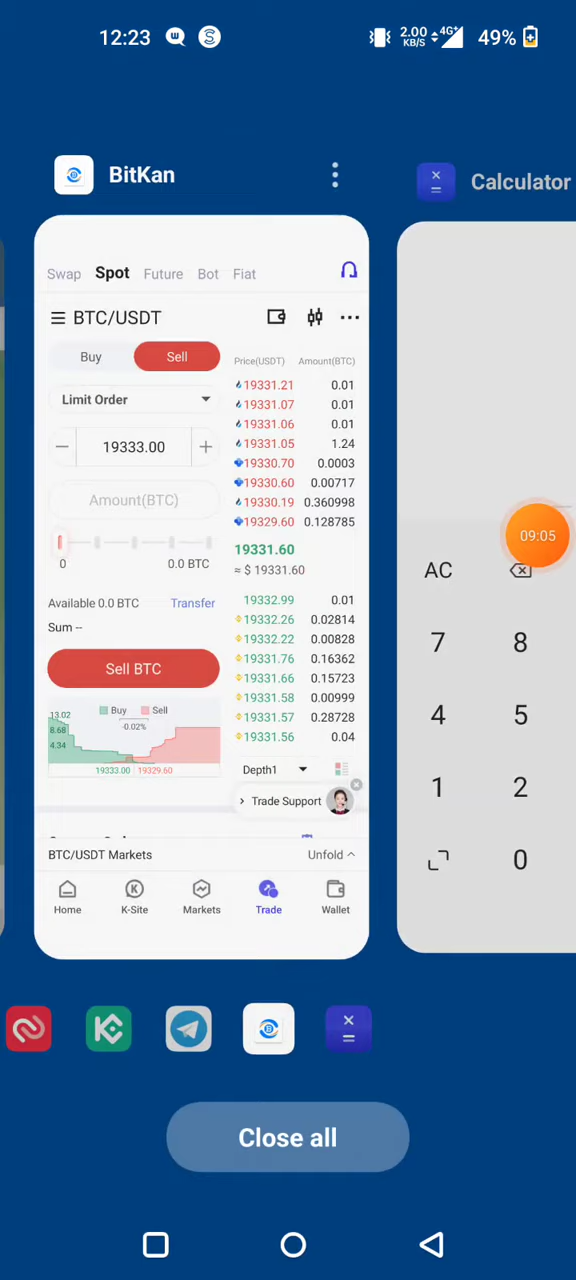 12:23
2.00 KB/S 4G+ 49%
BitKan
Calculator
Swap Spot Future Bot Fiat
BTC/USDT
Buy Sell
Price(USDT) Amount(BTC)
Limit Order
19333.00
Amount(BTC)
0 0.0 BTC
Available 0.0 BTC Transfer
Sum --
Sell BTC
19331.21 0.01
19331.07 0.01
19331.06 0.01
19331.05 1.24
19330.70 0.0003
19330.60 0.00717
19330.19 0.360998
19329.60 0.128785
19331.60
≈ $ 19331.60
19332.99 0.01
19332.26 0.02814
19332.22 0.00828
19331.76 0.16362
19331.66 0.15723
19331.58 0.00999
19331.57 0.28728
19331.56 0.04
Buy Sell
-0.02%
13.02
8.68
4.34
19333.00 19329.60
Depth1
Trade Support
BTC/USDT Markets Unfold
Home K-Site Markets Trade Wallet
09:05
AC
7 8
4 5
1 2
0
Close all